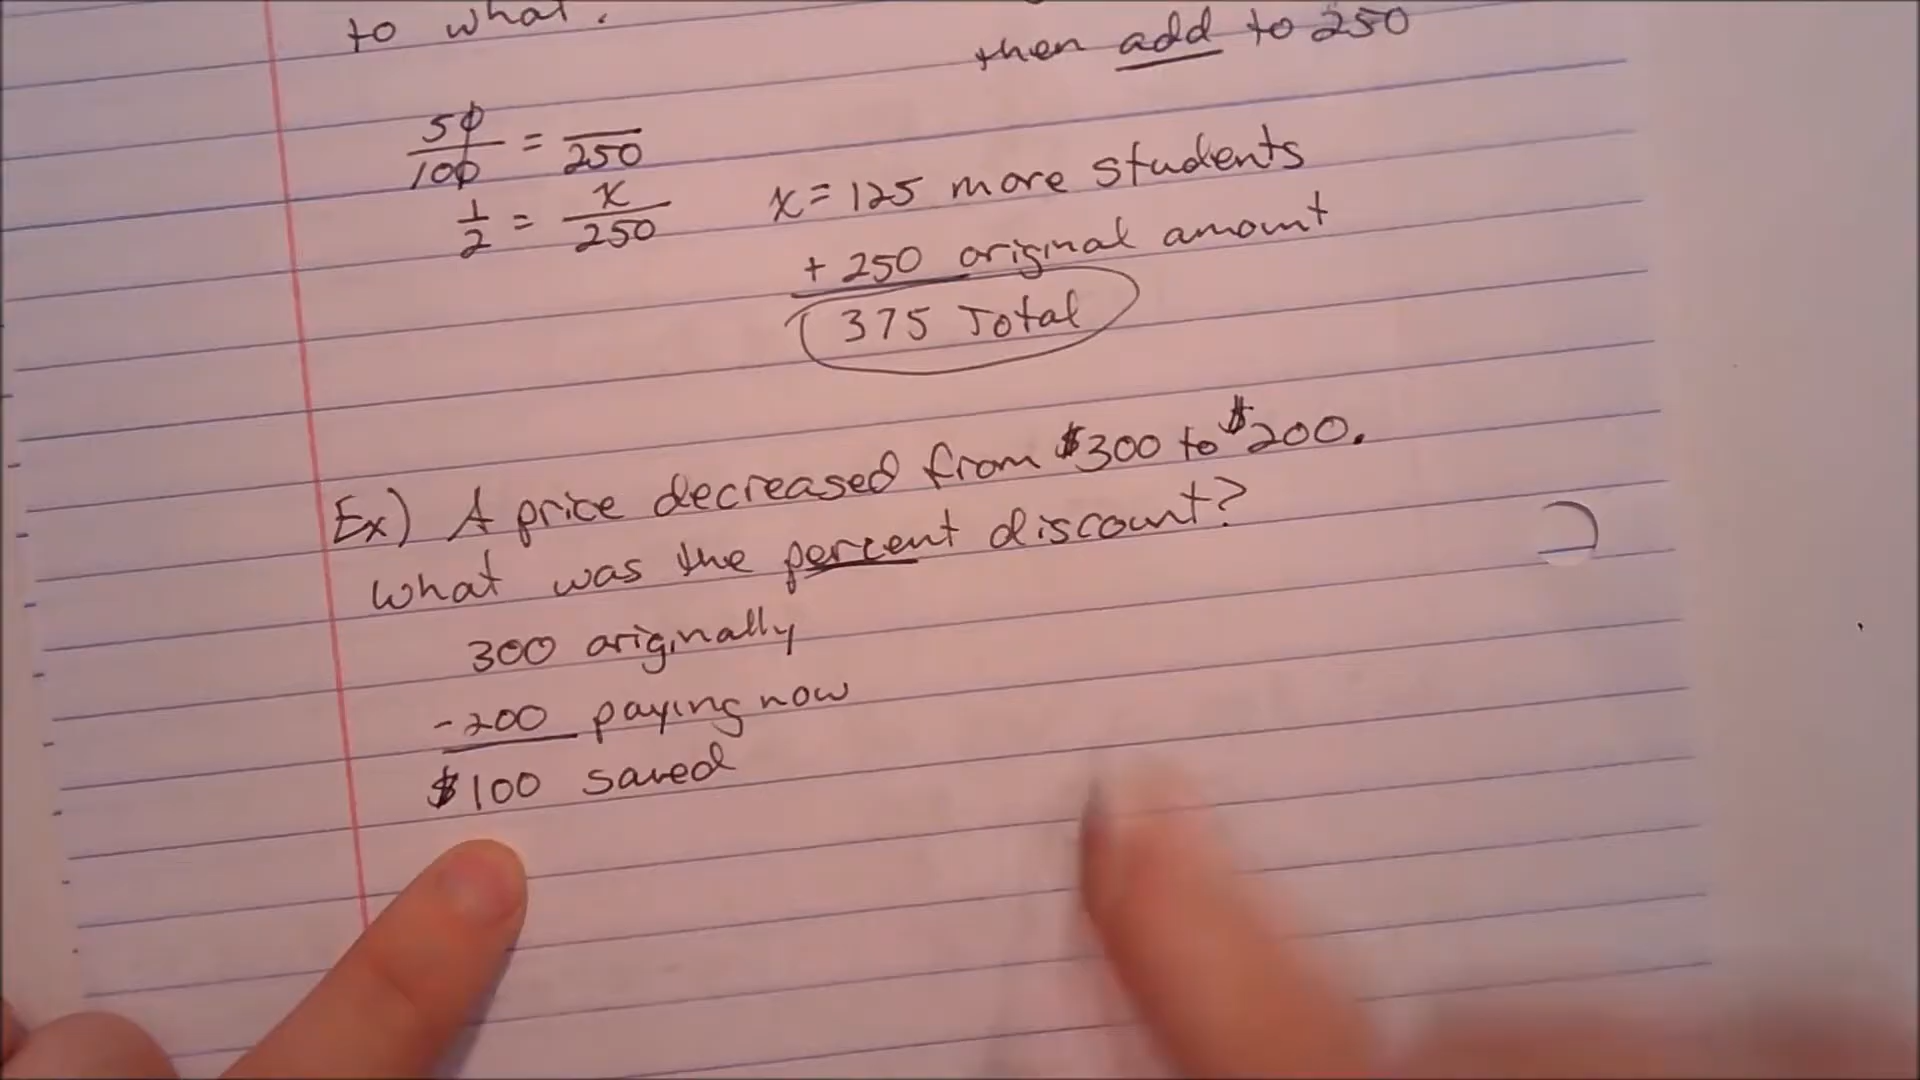 to what.
then add to 250
50/100 = /250
1/2 = x/250
x = 125 more students
+ 250 original amount
375 Total
Ex) A price decreased from $300 to $200.
What was the percent discount?
300 originally
-200 paying now
$100 saved